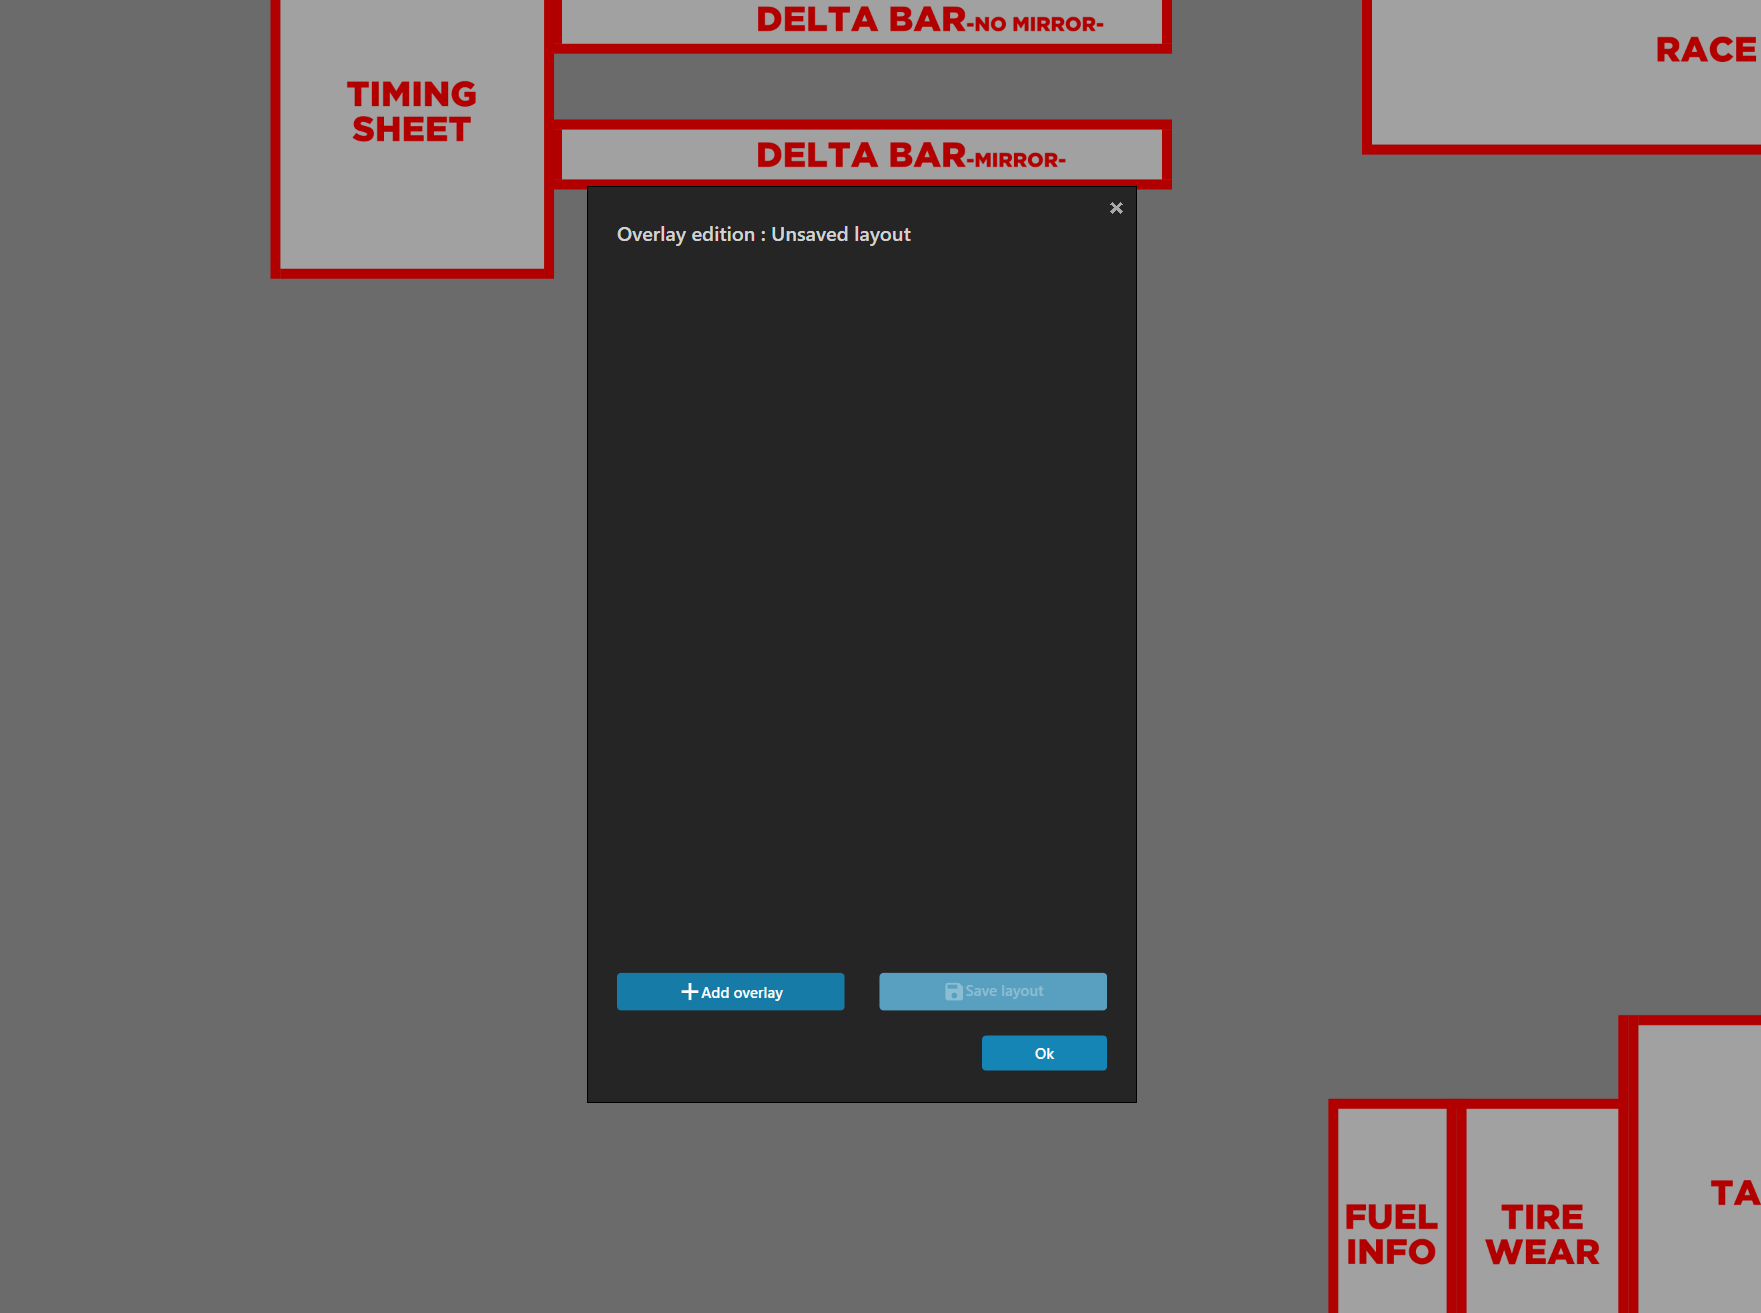 DELTA BAR-NO MIRROR-
RACE
TIMING
SHEET
DELTA BAR-MIRROR-
Overlay edition : Unsaved layout
Add overlay
Save layout
Ok
TA
FUEL
INFO
TIRE
WEAR